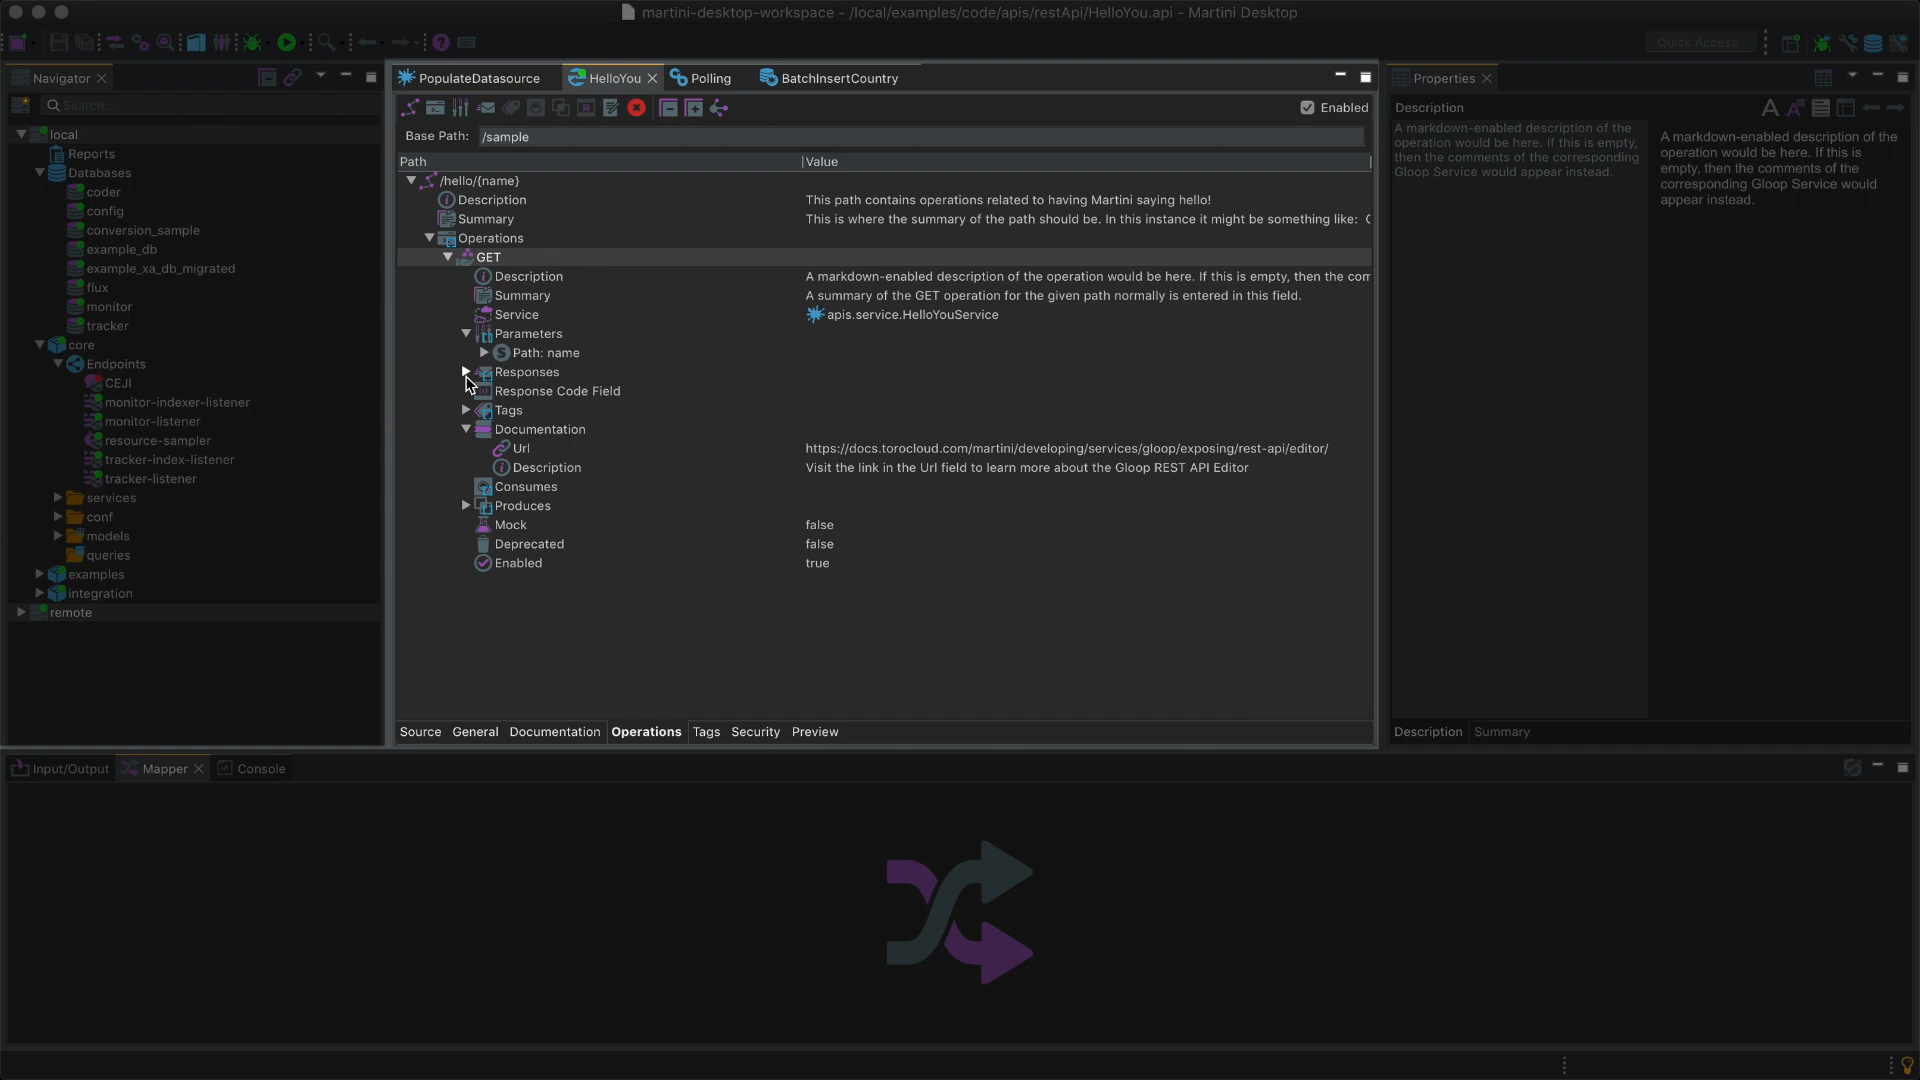 martini-desktop-workspace - /local/examples/code/apis/restApi/HelloYou.api - Martini Desktop
Quick Access
Navigator
Search...
local
Reports
Databases
coder
config
conversion_sample
example_db
example_xa_db_migrated
flux
monitor
tracker
core
Endpoints
CEJI
monitor-indexer-listener
monitor-listener
resource-sampler
tracker-index-listener
tracker-listener
services
conf
models
queries
examples
integration
remote
PopulateDatasource
HelloYou
Polling
BatchInsertCountry
Enabled
Base Path: /sample
Path Value
/hello/{name}
Description This path contains operations related to having Martini saying hello!
Summary This is where the summary of the path should be. In this instance it might be something like:
Operations
GET
Description A markdown-enabled description of the operation would be here. If this is empty, then the com
Summary A summary of the GET operation for the given path normally is entered in this field.
Service apis.service.HelloYouService
Parameters
Path: name
Responses
Response Code Field
Tags
Documentation
Url https://docs.torocloud.com/martini/developing/services/gloop/exposing/rest-api/editor/
Description Visit the link in the Url field to learn more about the Gloop REST API Editor
Consumes
Produces
Mock false
Deprecated false
Enabled true
Source General Documentation Operations Tags Security Preview
Properties
Description
A markdown-enabled description of the
operation would be here. If this is empty,
then the comments of the corresponding
Gloop Service would appear instead.
A markdown-enabled description of the
operation would be here. If this is
empty, then the comments of the
corresponding Gloop Service would
appear instead.
Description Summary
Input/Output Mapper Console